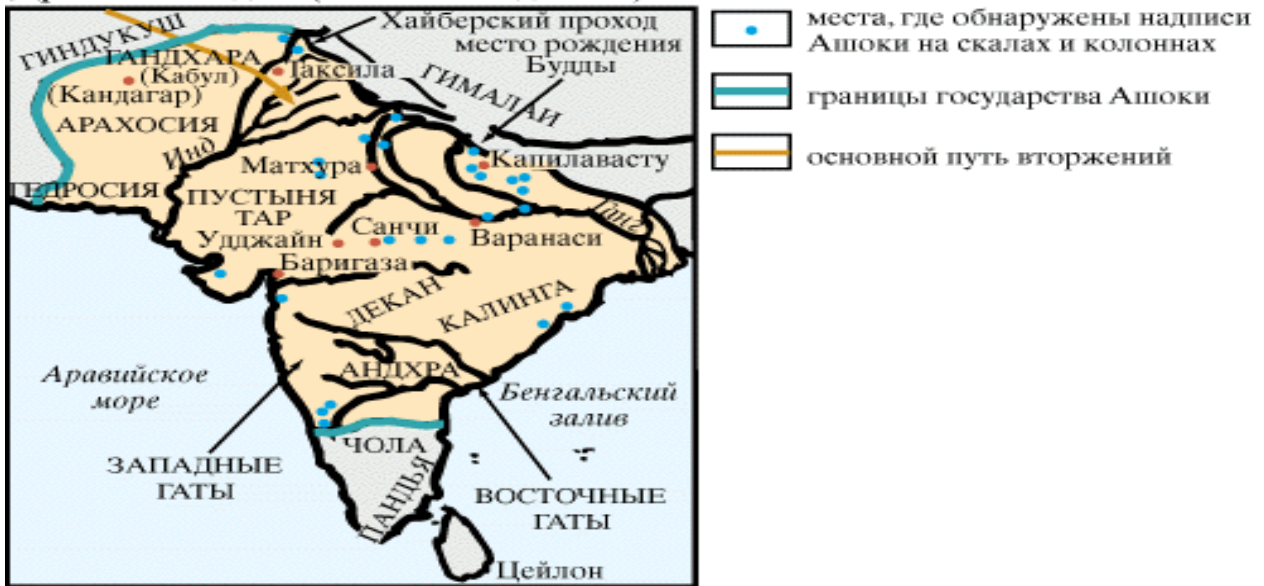 Хайберский проход
место рождения
Будды
ГИНДУКУШ
ГАНДХАРА
(Кабул)
Таксила
(Кандагар)
ГИМАЛАИ
АРАХОСИЯ
Инд
Матхура
Капилавасту
ГЕДРОСИЯ
ПУСТЫНЯ
ТАР
Санчи
Ганг
Удджайн
Варанаси
Баригаза
ДЕКАН
КАЛИНГА
Аравийское
море
АНДХРА
Бенгальский
залив
ЧОЛА
ЗАПАДНЫЕ
ГАТЫ
ПАНДЬЯ
ВОСТОЧНЫЕ
ГАТЫ
Цейлон
места, где обнаружены надписи
Ашоки на скалах и колоннах
границы государства Ашоки
основной путь вторжений